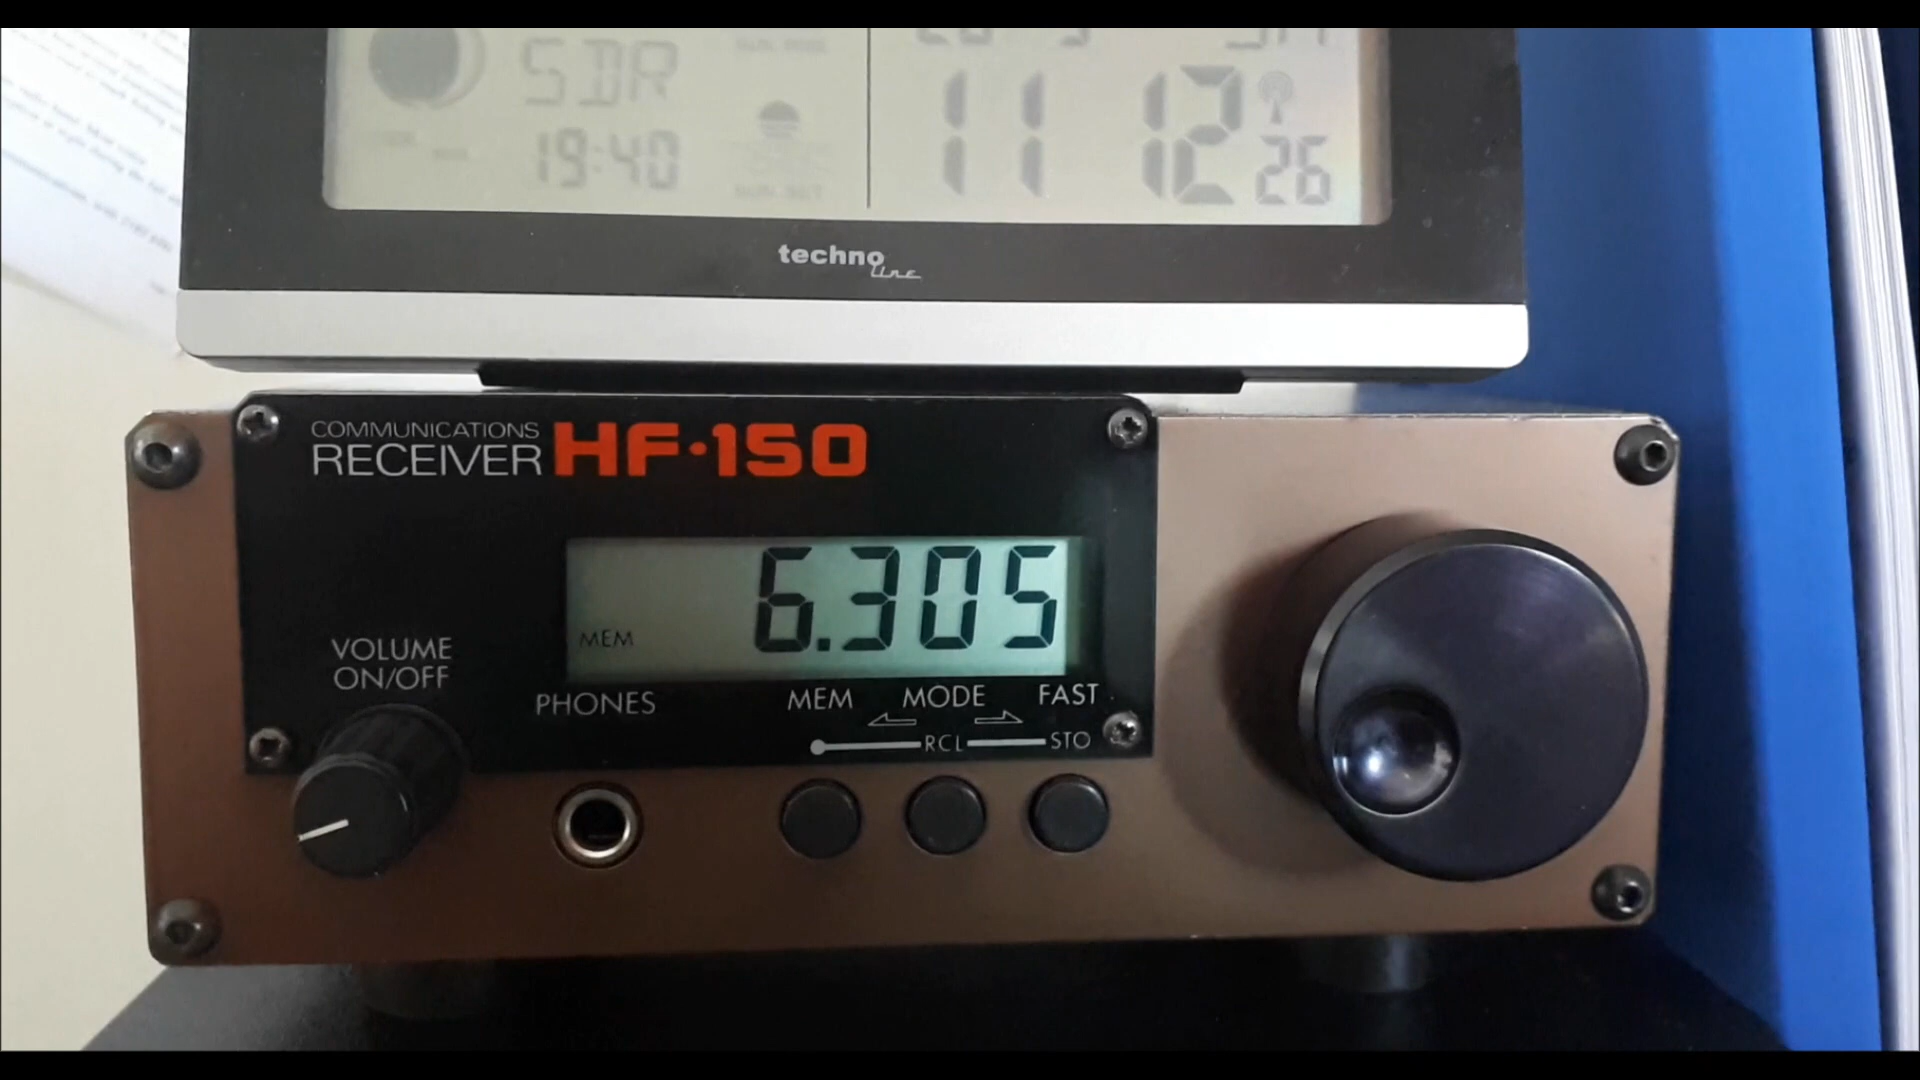 SDR
19:40
11 12 26
techno
line
COMMUNICATIONS
RECEIVER HF·150
6.305
MEM
VOLUME
ON/OFF
PHONES
MEM MODE FAST
RCL STO